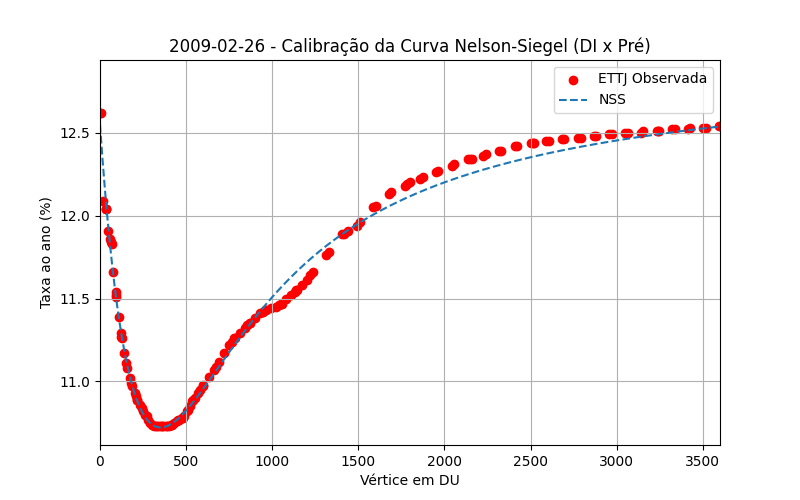 2009-02-26 - Calibração da Curva Nelson-Siegel (DI x Pré)
ETTJ Observada
NSS
Taxa ao ano (%)
12.5
12.0
11.5
11.0
0 500 1000 1500 2000 2500 3000 3500
Vértice em DU